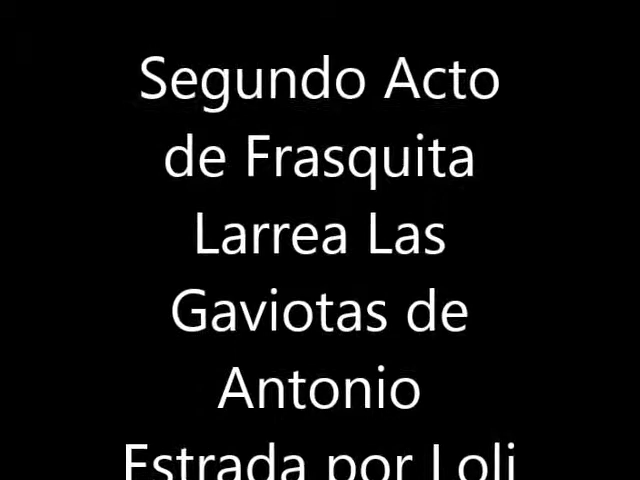 Segundo Acto
de Frasquita
Larrea Las
Gaviotas de
Antonio
Estrada por Loli